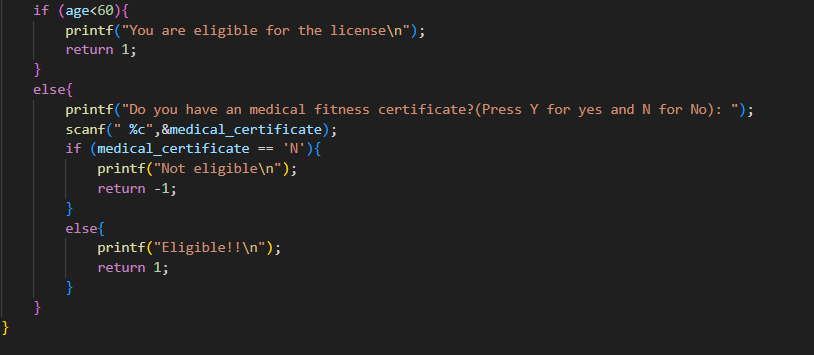 if (age<60){
printf("You are eligible for the license\n");
return 1;
}
else{
printf("Do you have an medical fitness certificate?(Press Y for yes and N for No): ");
scanf(" %c",&medical_certificate);
if (medical_certificate == 'N'){
printf("Not eligible\n");
return -1;
}
else{
printf("Eligible!!\n");
return 1;
}
}
}